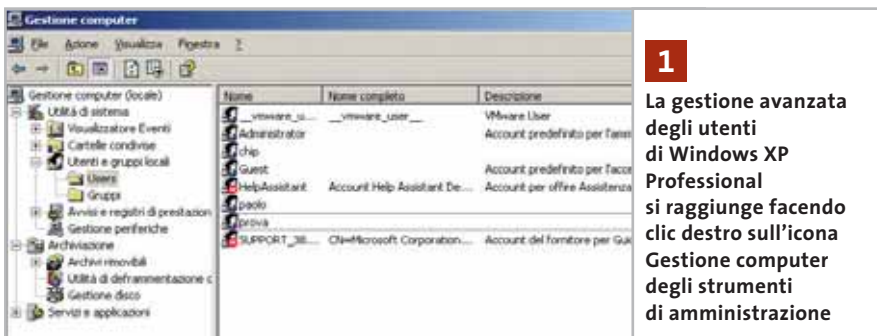 Gestione computer
File Azione Visualizza Finestra ?
Gestione computer (locale)
Utilità di sistema
Visualizzatore Eventi
Cartelle condivise
Utenti e gruppi locali
Users
Gruppi
Avvisi e registri di prestazion
Gestione periferiche
Archiviazione
Archivi rimovibili
Utilità di deframmentazione c
Gestione disco
Servizi e applicazioni
Nome Nome completo Descrizione
__vmware_u... __vmware_user__ VMware User
Administrator Account predefinito per l'amm
chip
Guest Account predefinito per l'acce
HelpAssistant Account Help Assistant De... Account per offrire Assistenza
paolo
prova
SUPPORT_38... CN=Microsoft Corporation... Account del fornitore per Gui
1
La gestione avanzata
degli utenti
di Windows XP
Professional
si raggiunge facendo
clic destro sull'icona
Gestione computer
degli strumenti
di amministrazione